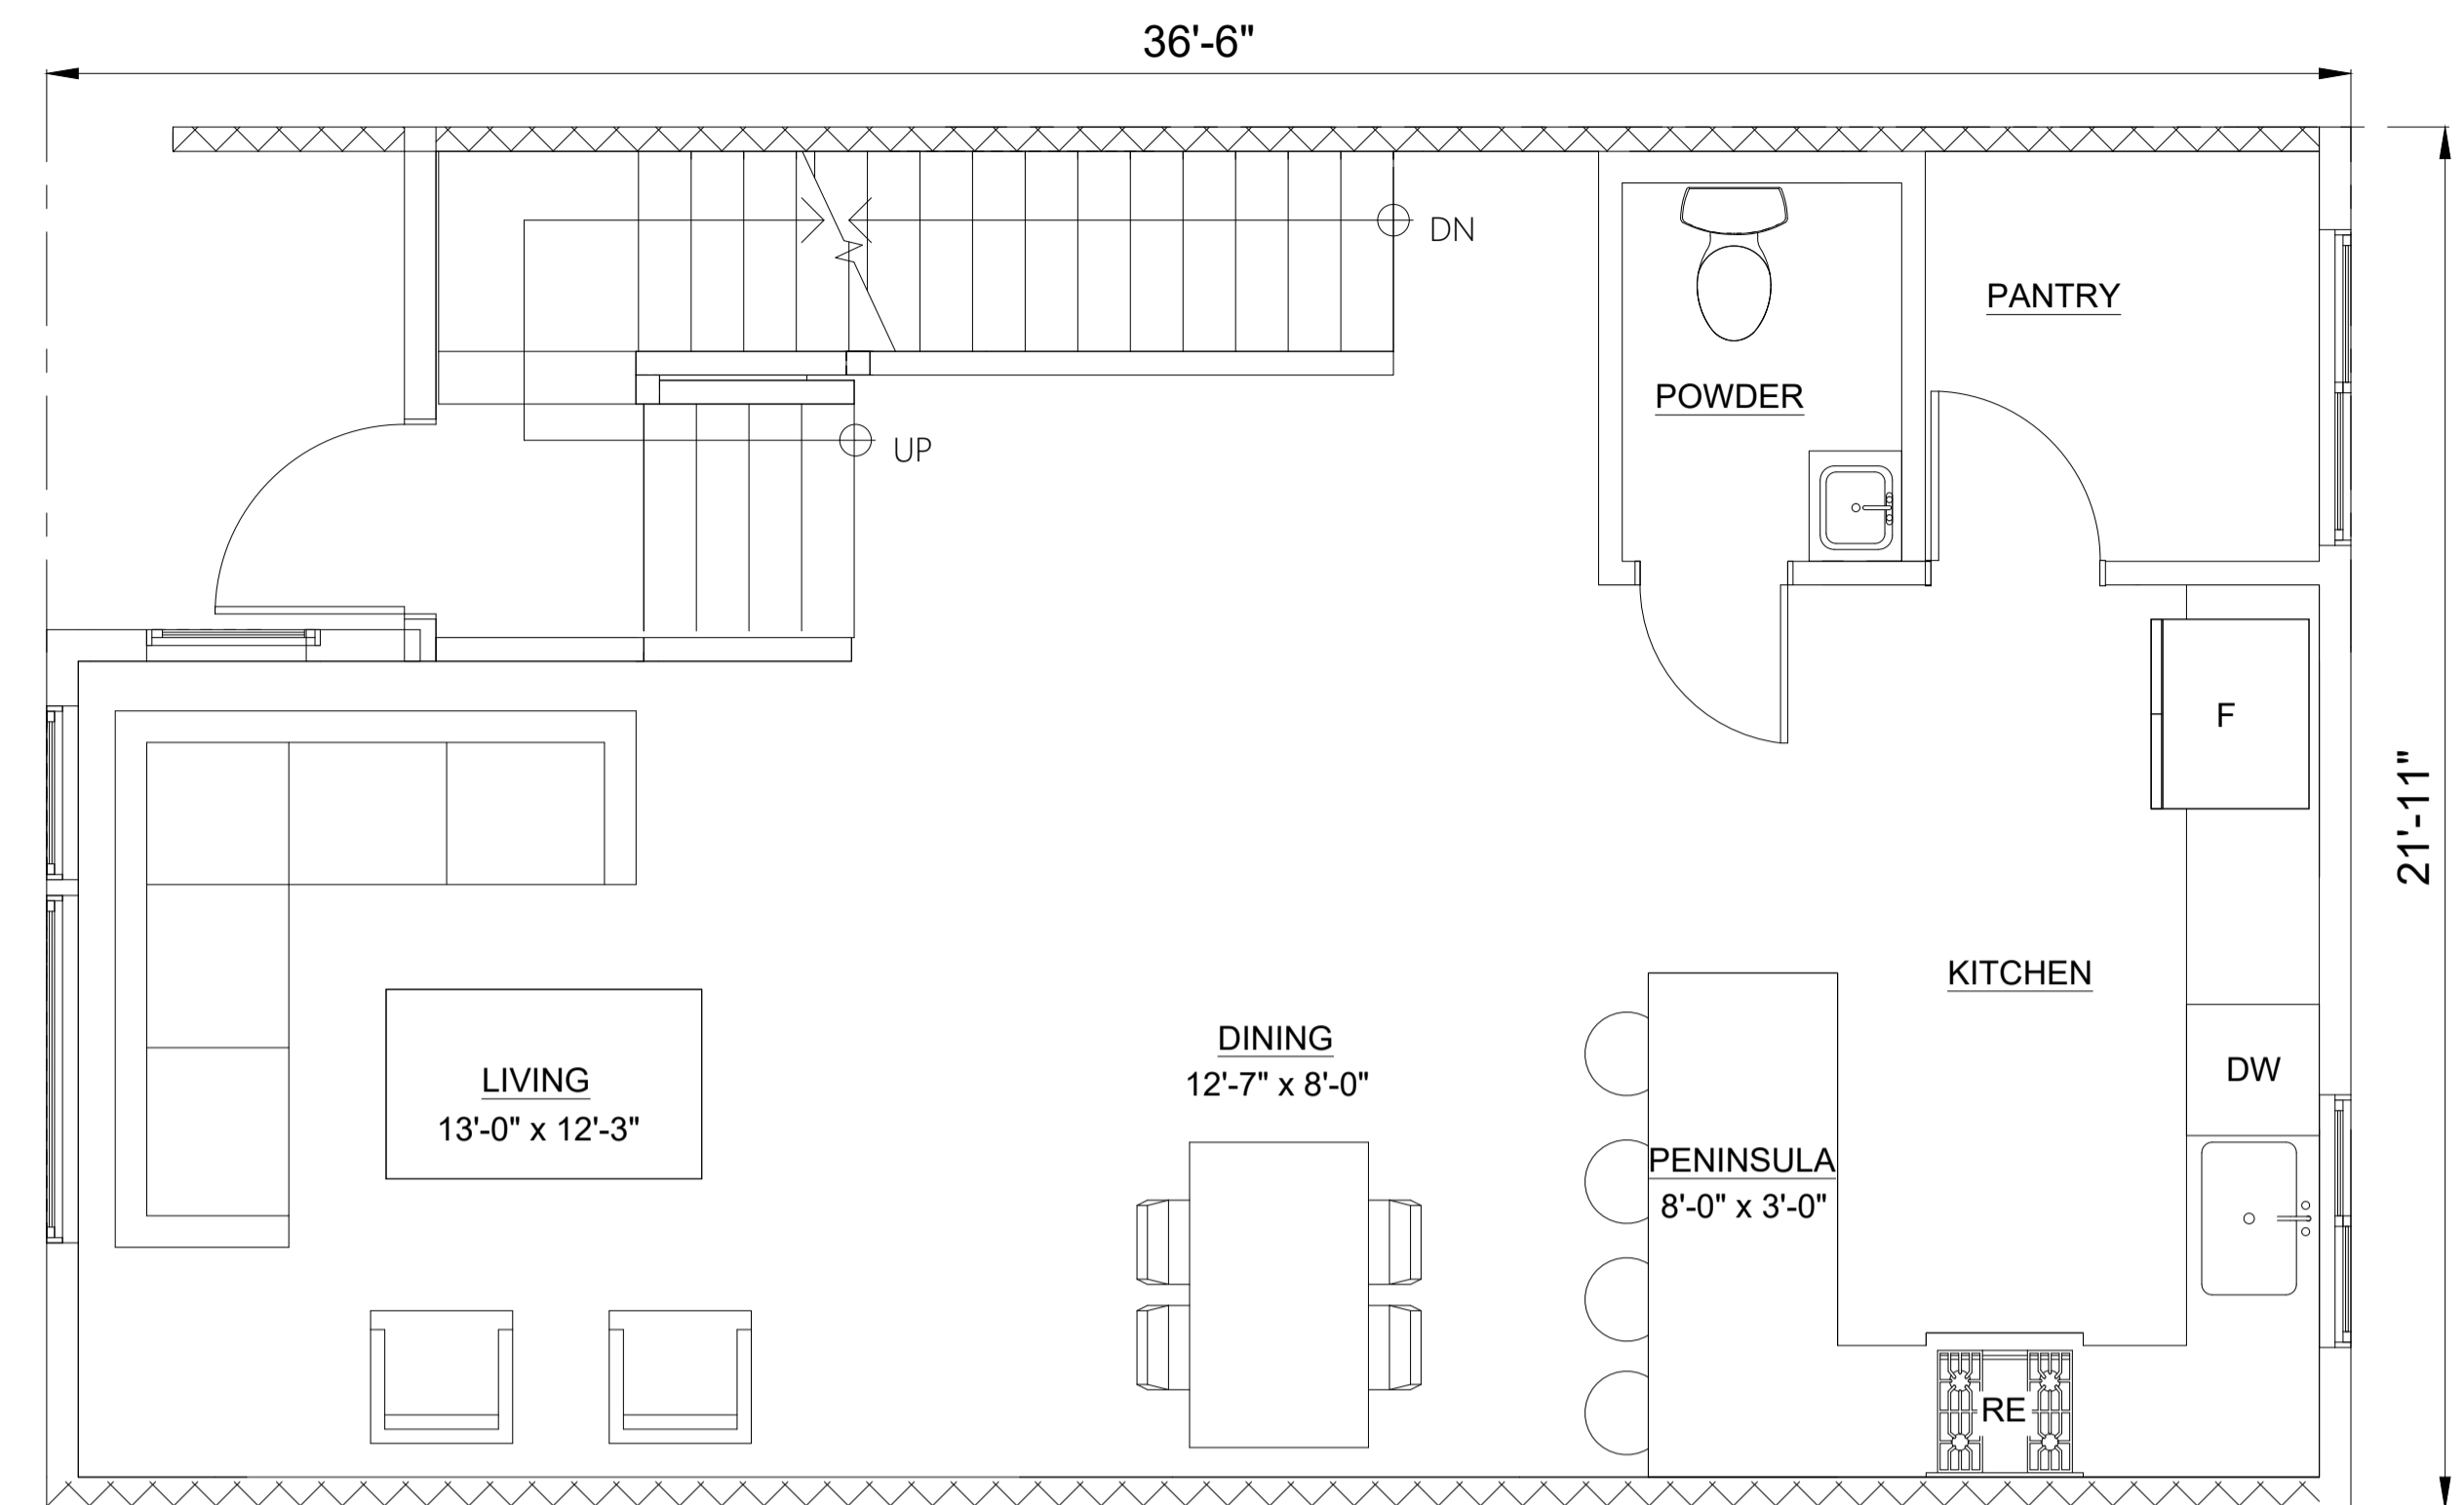 36'-6"
DN
PANTRY
POWDER
UP
F
21'-11"
KITCHEN
DINING
12'-7" x 8'-0"
DW
LIVING
13'-0" x 12'-3"
PENINSULA
8'-0" x 3'-0"
RE